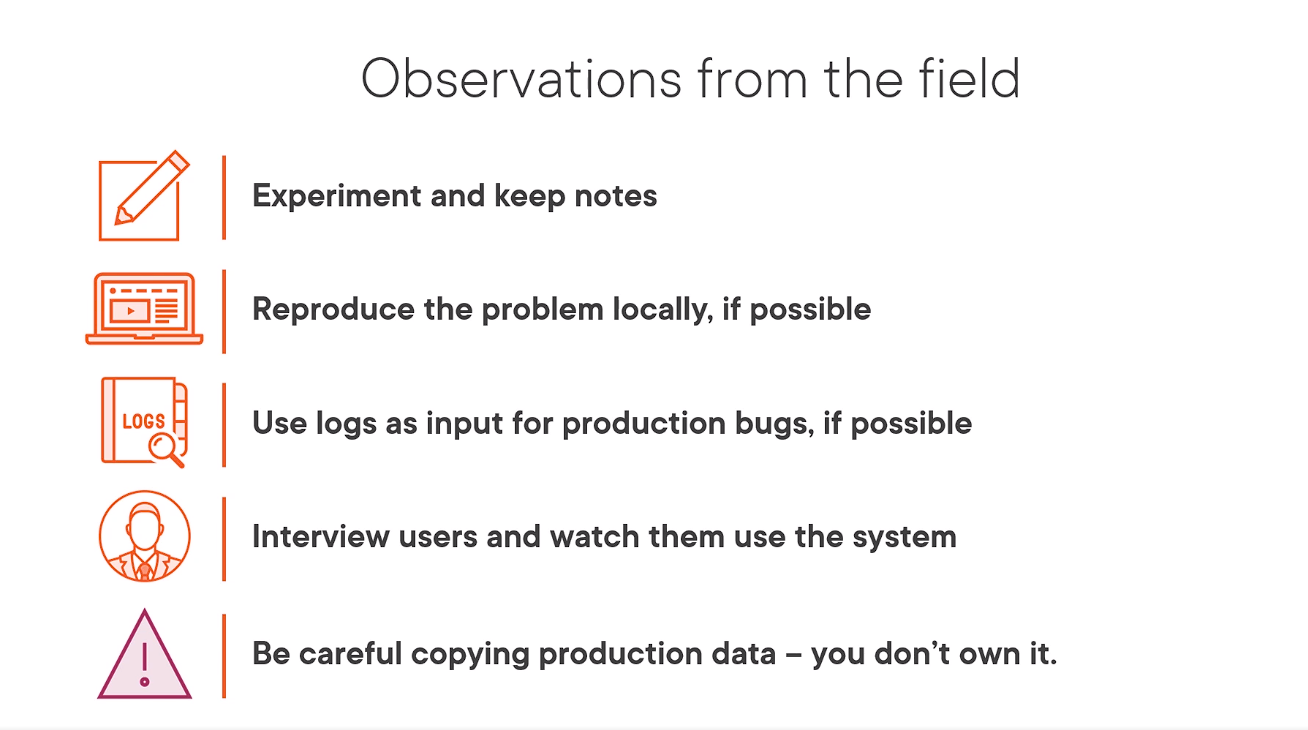 Observations from the field
Experiment and keep notes
Reproduce the problem locally, if possible
LOGS
Use logs as input for production bugs, if possible
Interview users and watch them use the system
Be careful copying production data – you don’t own it.